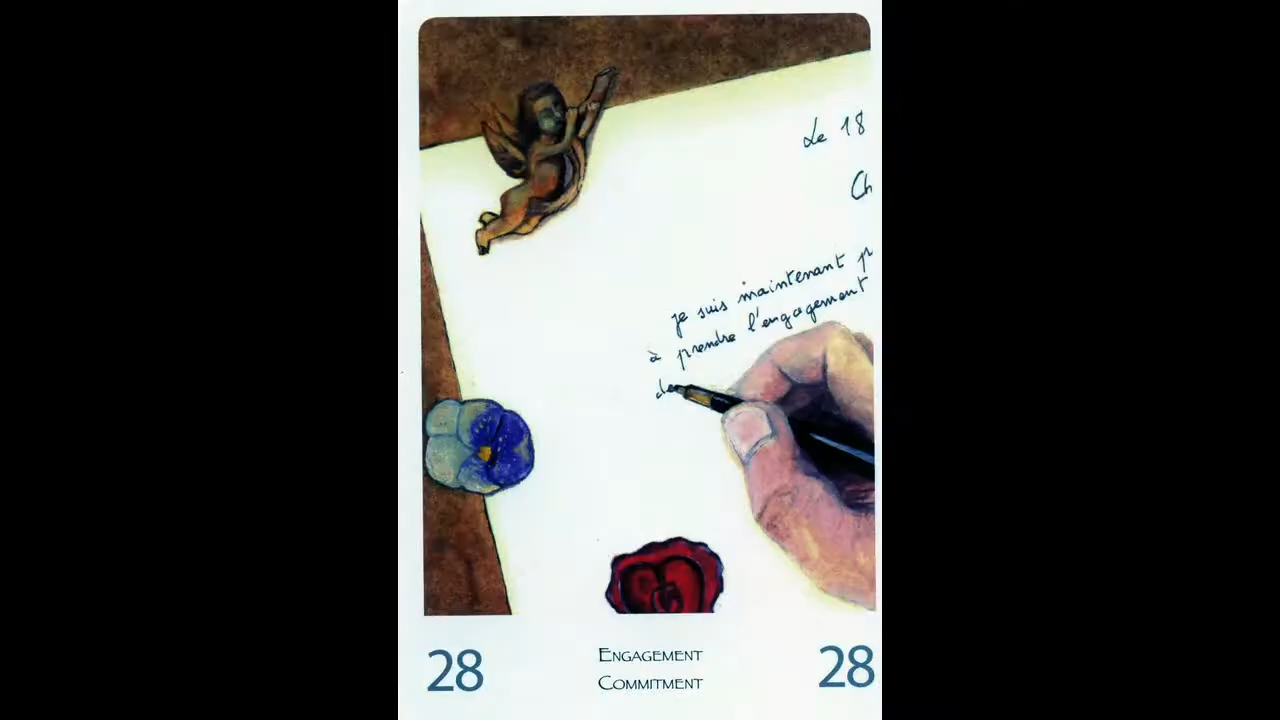 Le 18
Ch
je suis maintenant p
à prendre l'engagement
de
28
ENGAGEMENT
COMMITMENT
28